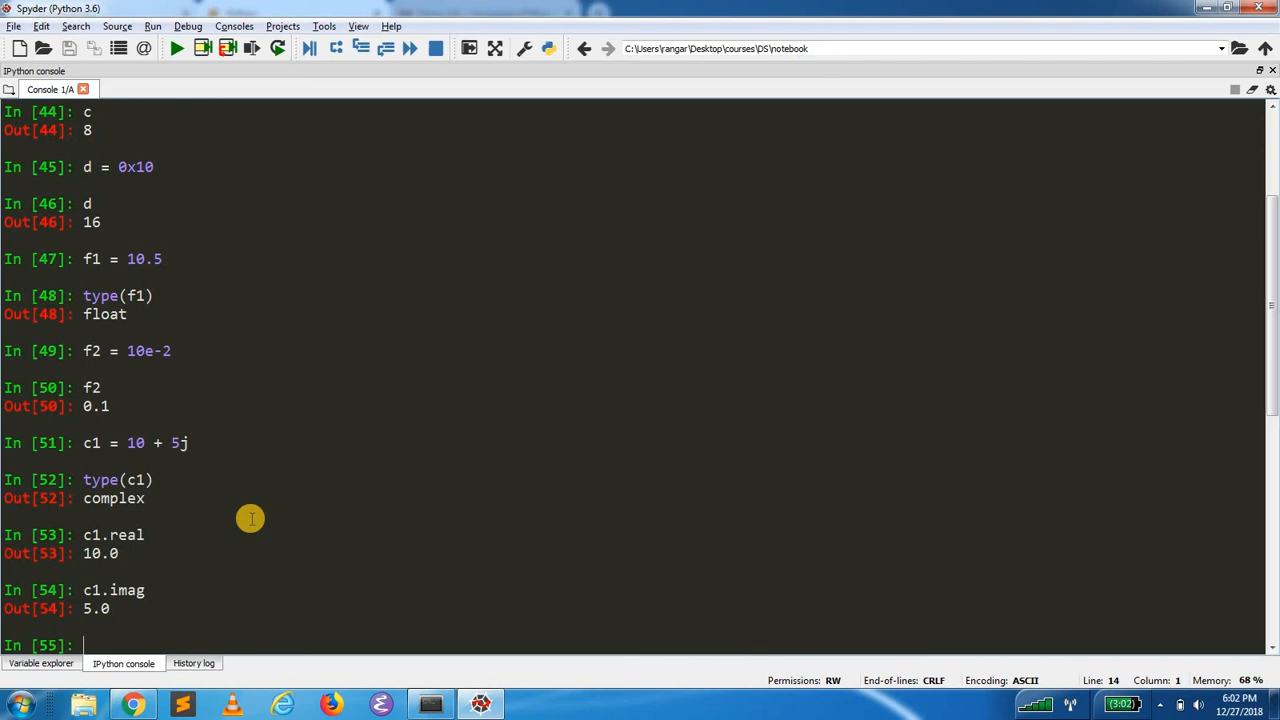 Spyder (Python 3.6)
File Edit Search Source Run Debug Consoles Projects Tools View Help
C:\Users\rangar\Desktop\courses\DS\notebook
IPython console
Console 1/A
In [44]: c
Out[44]: 8
In [45]: d = 0x10
In [46]: d
Out[46]: 16
In [47]: f1 = 10.5
In [48]: type(f1)
Out[48]: float
In [49]: f2 = 10e-2
In [50]: f2
Out[50]: 0.1
In [51]: c1 = 10 + 5j
In [52]: type(c1)
Out[52]: complex
In [53]: c1.real
Out[53]: 10.0
In [54]: c1.imag
Out[54]: 5.0
In [55]:
Variable explorer IPython console History log
Permissions: RW End-of-lines: CRLF Encoding: ASCII Line: 14 Column: 1 Memory: 68 %
(3:02) 6:02 PM
12/27/2018